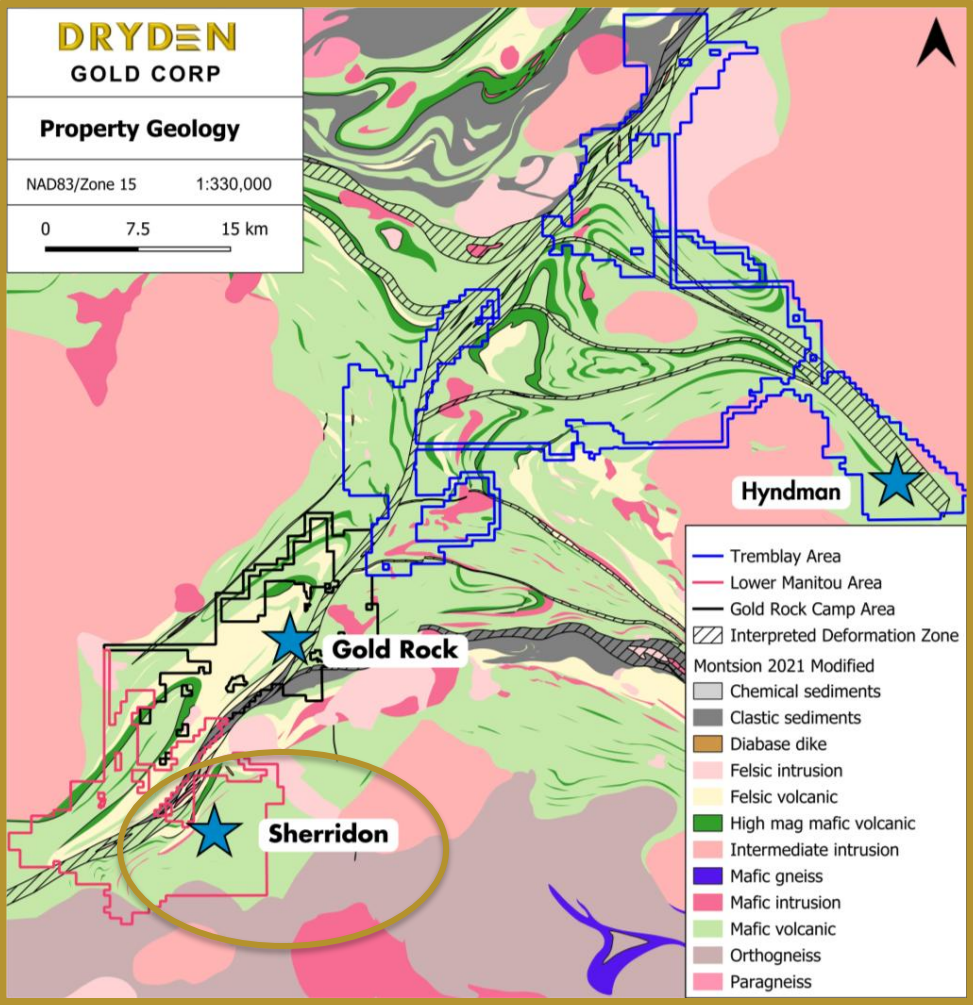 DRYDEN
GOLD CORP
Property Geology
NAD83/Zone 15 1:330,000
0 7.5 15 km
Hyndman
Gold Rock
Sherridon
Tremblay Area
Lower Manitou Area
Gold Rock Camp Area
Interpreted Deformation Zone
Montsion 2021 Modified
Chemical sediments
Clastic sediments
Diabase dike
Felsic intrusion
Felsic volcanic
High mag mafic volcanic
Intermediate intrusion
Mafic gneiss
Mafic intrusion
Mafic volcanic
Orthogneiss
Paragneiss